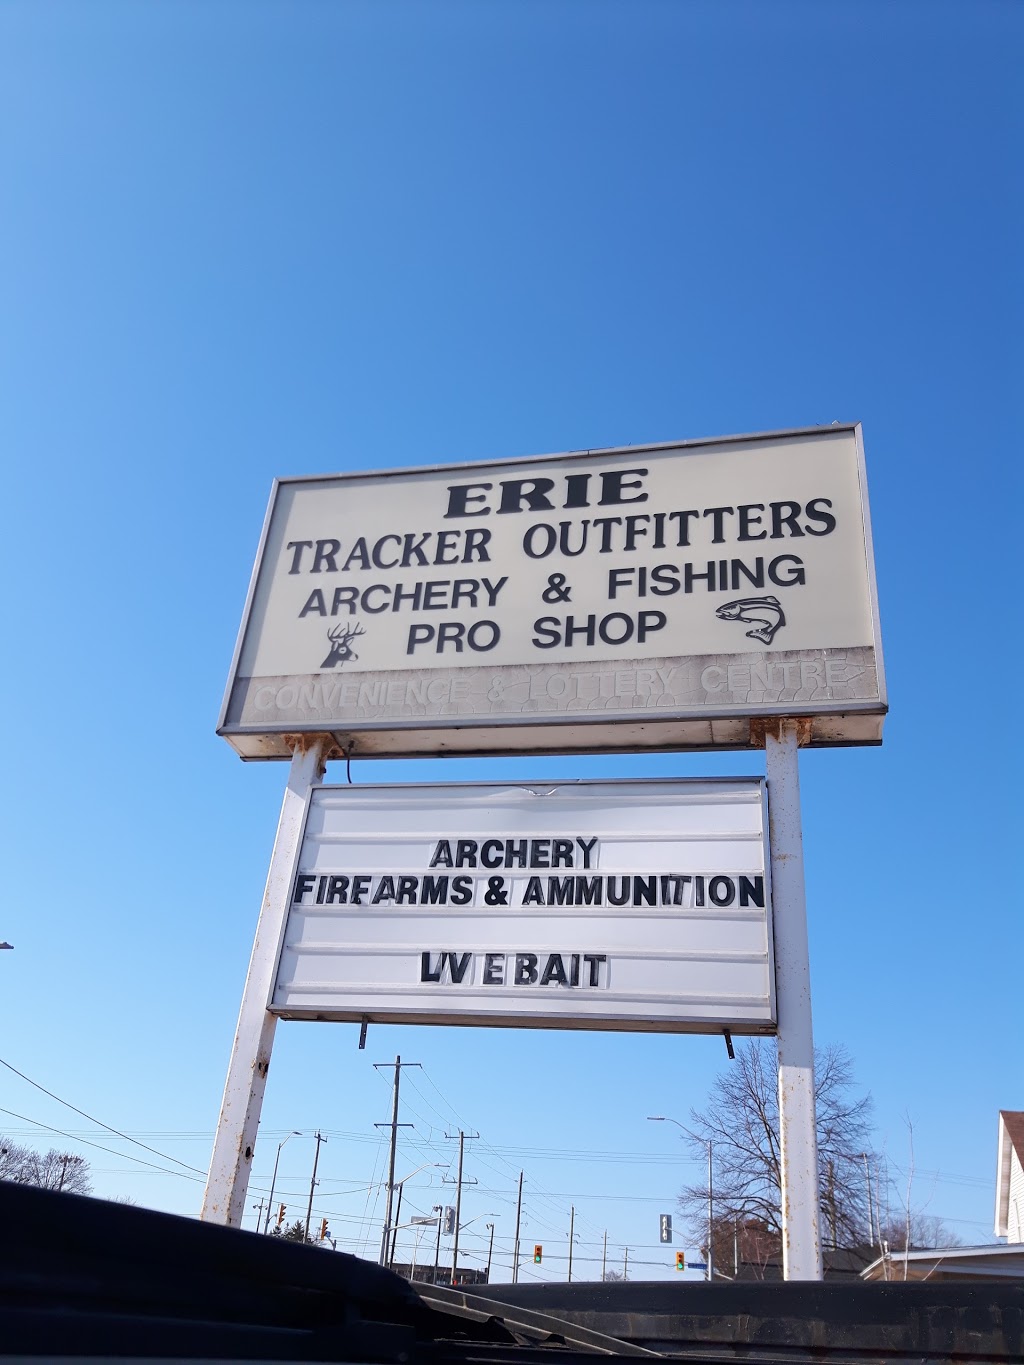 ERIE
TRACKER OUTFITTERS
ARCHERY & FISHING
PRO SHOP
CONVENIENCE & LOTTERY CENTRE
ARCHERY
FIREARMS & AMMUNITION
LIVE BAIT